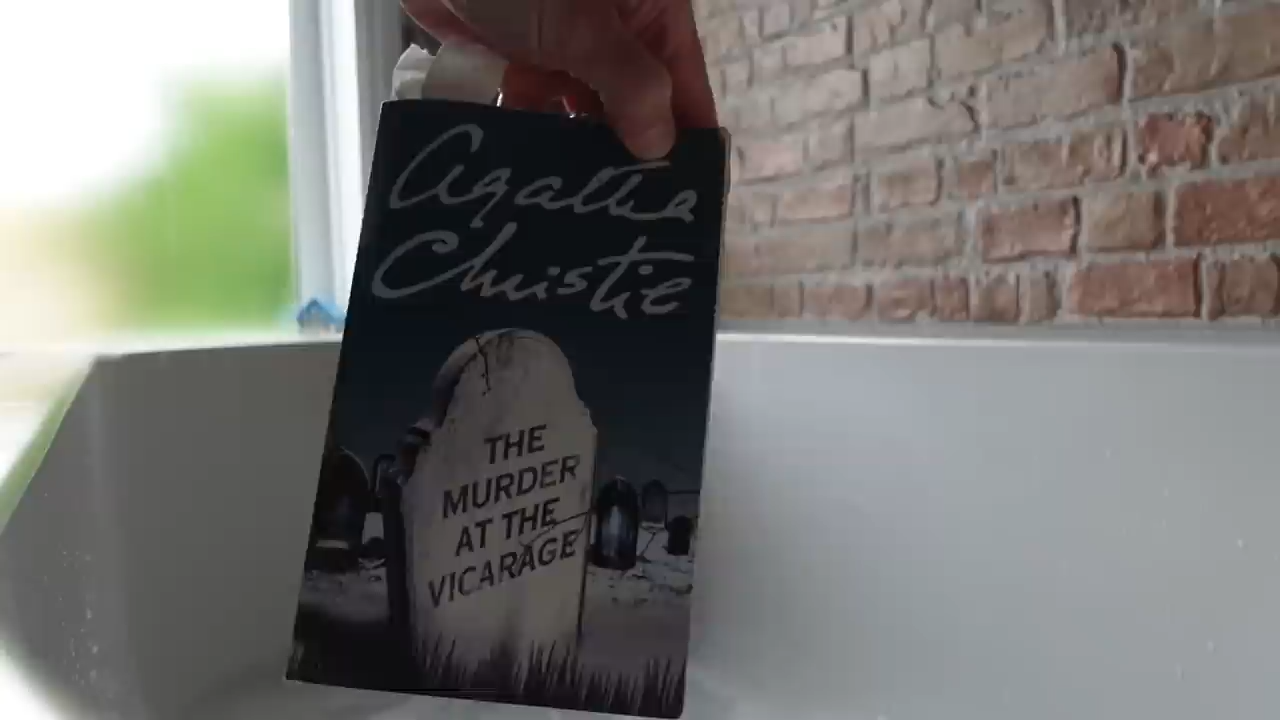 Agatha
Christie
THE
MURDER
AT THE
VICARAGE